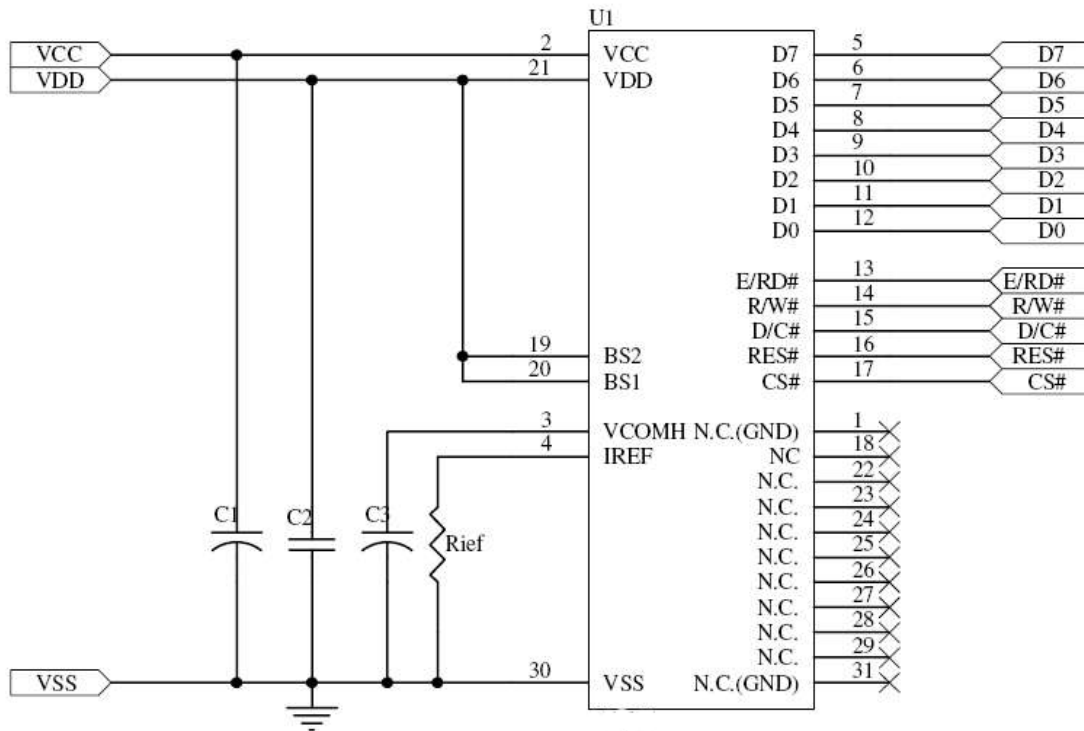 U1
VCC 2 VCC D7 5 D7
VDD 21 VDD D6 6 D6
D5 7 D5
D4 8 D4
D3 9 D3
D2 10 D2
D1 11 D1
D0 12 D0
E/RD# 13 E/RD#
R/W# 14 R/W#
D/C# 15 D/C#
19 BS2 RES# 16 RES#
20 BS1 CS# 17 CS#
3 VCOMH N.C.(GND) 1
4 IREF NC 18
N.C. 22
N.C. 23
C1 C2 C3 N.C. 24
Rief N.C. 25
N.C. 26
N.C. 27
N.C. 28
N.C. 29
VSS 30 VSS N.C.(GND) 31